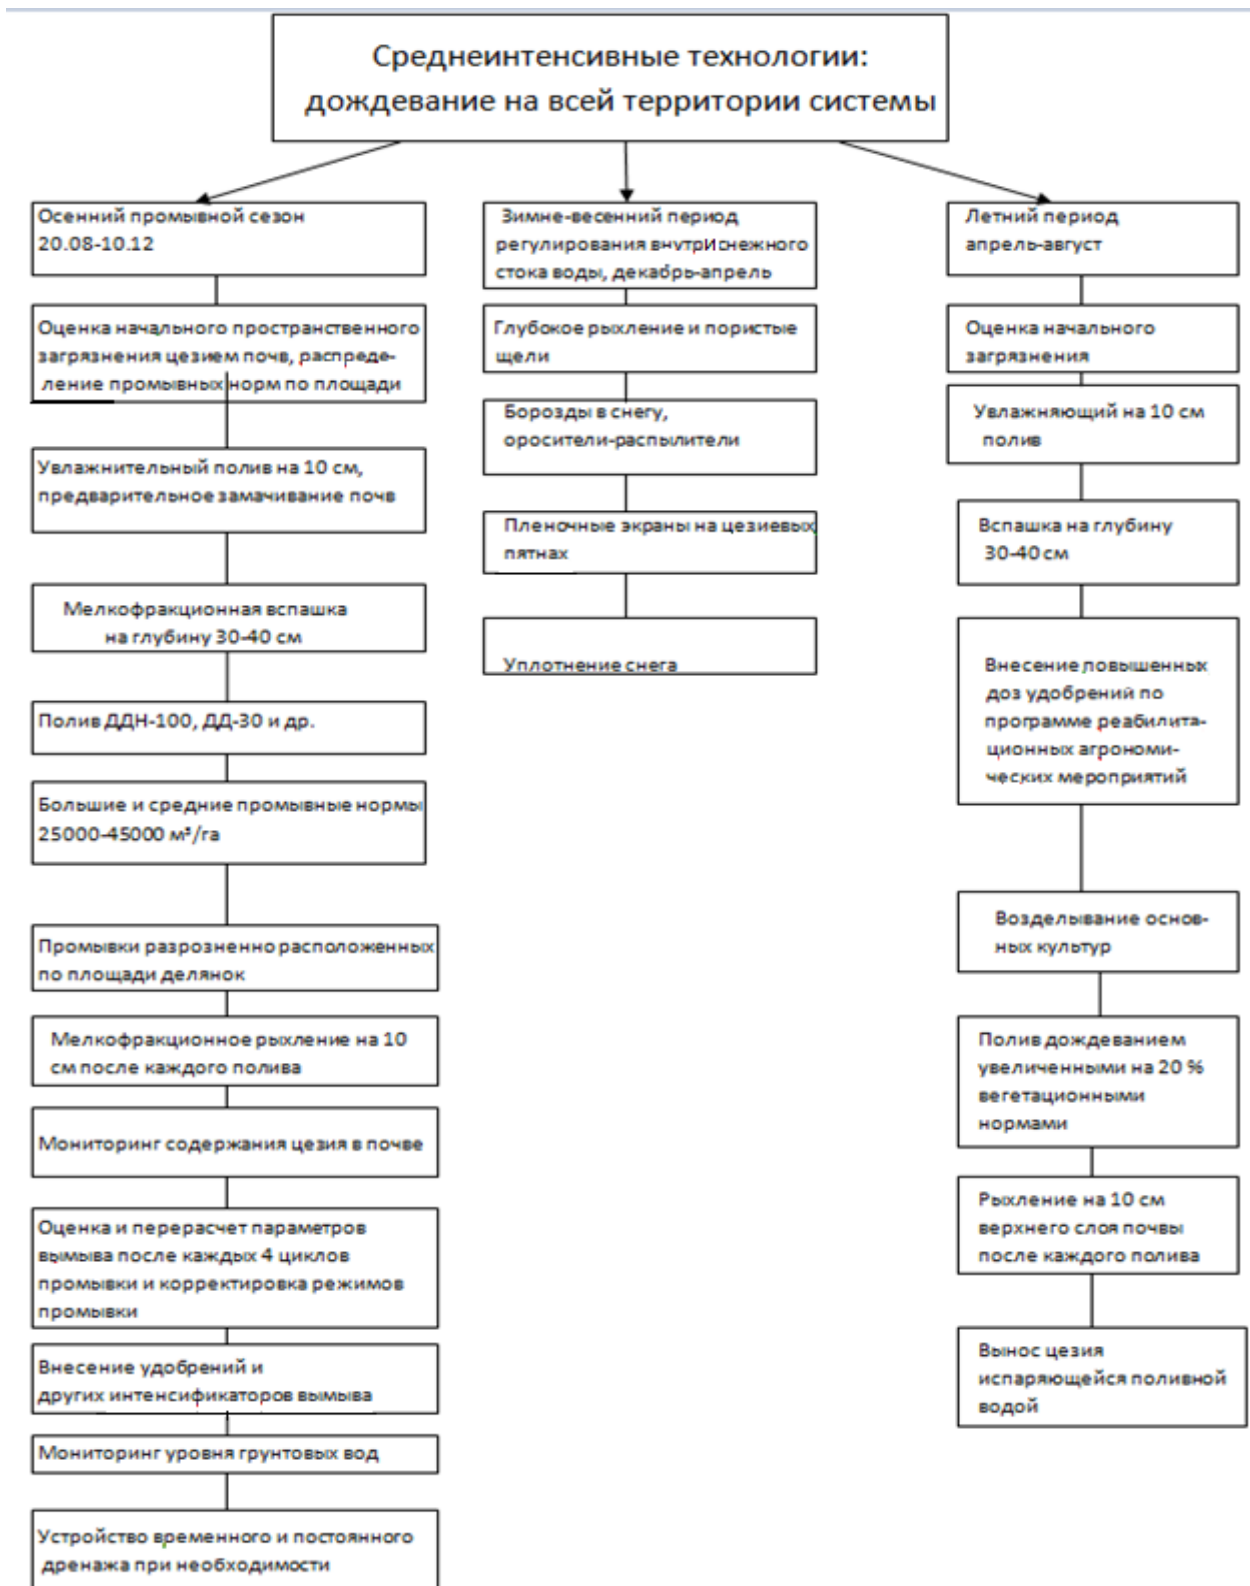 Среднеинтенсивные технологии:
дождевание на всей территории системы
Осенний промывной сезон
20.08-10.12
Оценка начального пространственного
загрязнения цезием почв, распреде-
ление промывных норм по площади
Увлажнительный полив на 10 см,
предварительное замачивание почв
Мелкофракционная вспашка
на глубину 30-40 см
Полив ДДН-100, ДД-30 и др.
Большие и средние промывные нормы
25000-45000 м³/га
Промывки разрозненно расположенных
по площади делянок
Мелкофракционное рыхление на 10
см после каждого полива
Мониторинг содержания цезия в почве
Оценка и перерасчет параметров
вымыва после каждых 4 циклов
промывки и корректировка режимов
промывки
Внесение удобрений и
других интенсификаторов вымыва
Мониторинг уровня грунтовых вод
Устройство временного и постоянного
дренажа при необходимости
Зимне-весенний период
регулирования внутриснежного
стока воды, декабрь-апрель
Глубокое рыхление и пористые
щели
Борозды в снегу,
оросители-распылители
Пленочные экраны на цезиевых
пятнах
Уплотнение снега
Летний период
апрель-август
Оценка начального
загрязнения
Увлажняющий на 10 см
полив
Вспашка на глубину
30-40 см
Внесение повышенных
доз удобрений по
программе реабилита-
ционных агрономи-
ческих мероприятий
Возделывание основ-
ных культур
Полив дождеванием
увеличенными на 20 %
вегетационными
нормами
Рыхление на 10 см
верхнего слоя почвы
после каждого полива
Вынос цезия
испаряющейся поливной
водой